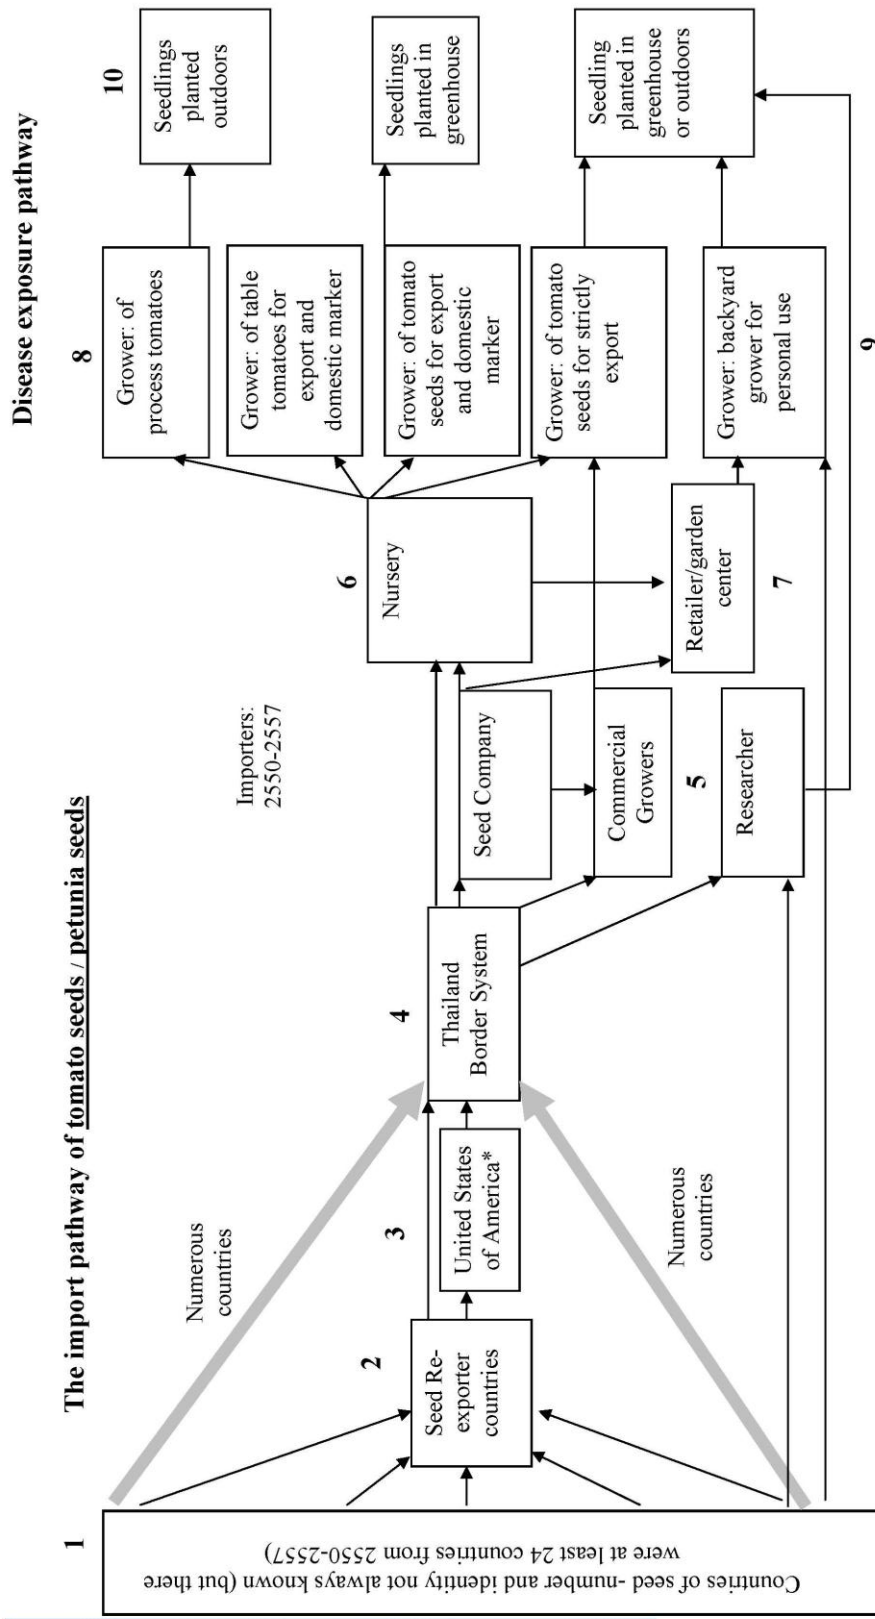 Disease exposure pathway
The import pathway of tomato seeds / petunia seeds
1
Countries of seed -number and identity not always known (but there
were at least 24 countries from 2550-2557)
Numerous
countries
Numerous
countries
2
Seed Re-
exporter
countries
3
United States
of America*
4
Thailand
Border System
Importers:
2550-2557
Seed Company
Commercial
Growers
5
Researcher
6
Nursery
Retailer/garden
center
7
8
Grower: of
process tomatoes
Grower: of table
tomatoes for
export and
domestic marker
Grower: of tomato
seeds for export
and domestic
marker
Grower: of tomato
seeds for strictly
export
Grower: backyard
grower for
personal use
9
10
Seedlings
planted
outdoors
Seedlings
planted in
greenhouse
Seedling
planted in
greenhouse
or outdoors